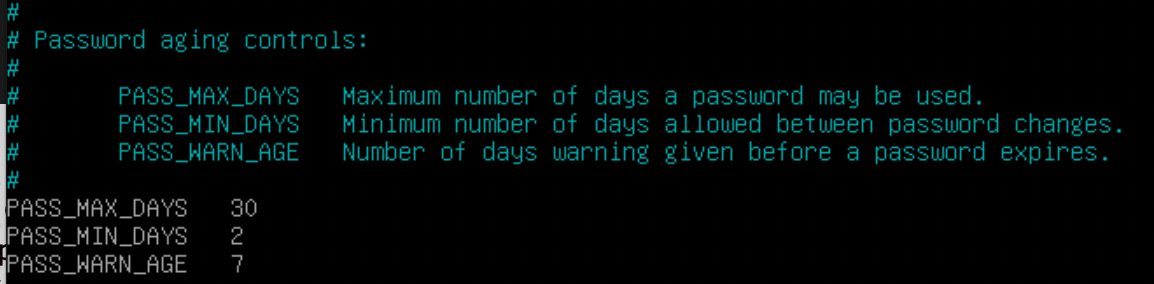 #
# Password aging controls:
#
#       PASS_MAX_DAYS   Maximum number of days a password may be used.
#       PASS_MIN_DAYS   Minimum number of days allowed between password changes.
#       PASS_WARN_AGE   Number of days warning given before a password expires.
#
PASS_MAX_DAYS   30
PASS_MIN_DAYS   2
PASS_WARN_AGE   7